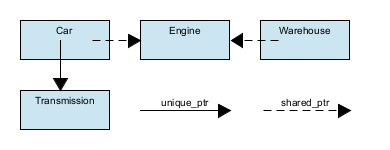 Car
Engine
Warehouse
Transmission
unique_ptr
shared_ptr